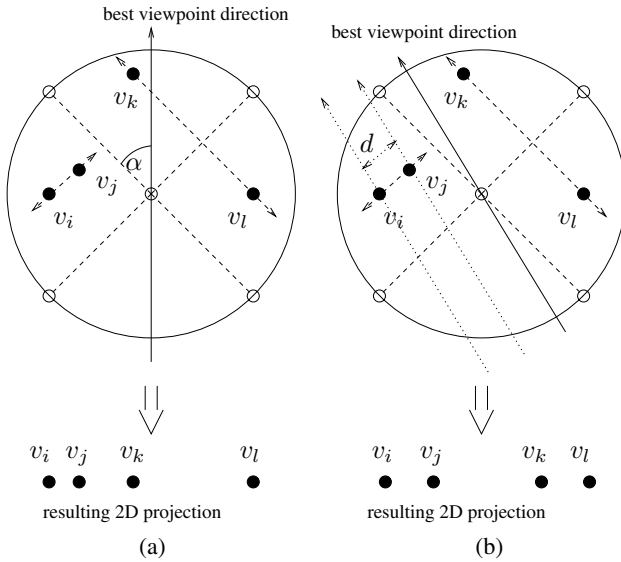 best viewpoint direction
v_k
α
v_j
v_i
v_l
v_i v_j v_k v_l
resulting 2D projection
(a)
best viewpoint direction
v_k
d
v_j
v_i
v_l
v_i v_j v_k v_l
resulting 2D projection
(b)